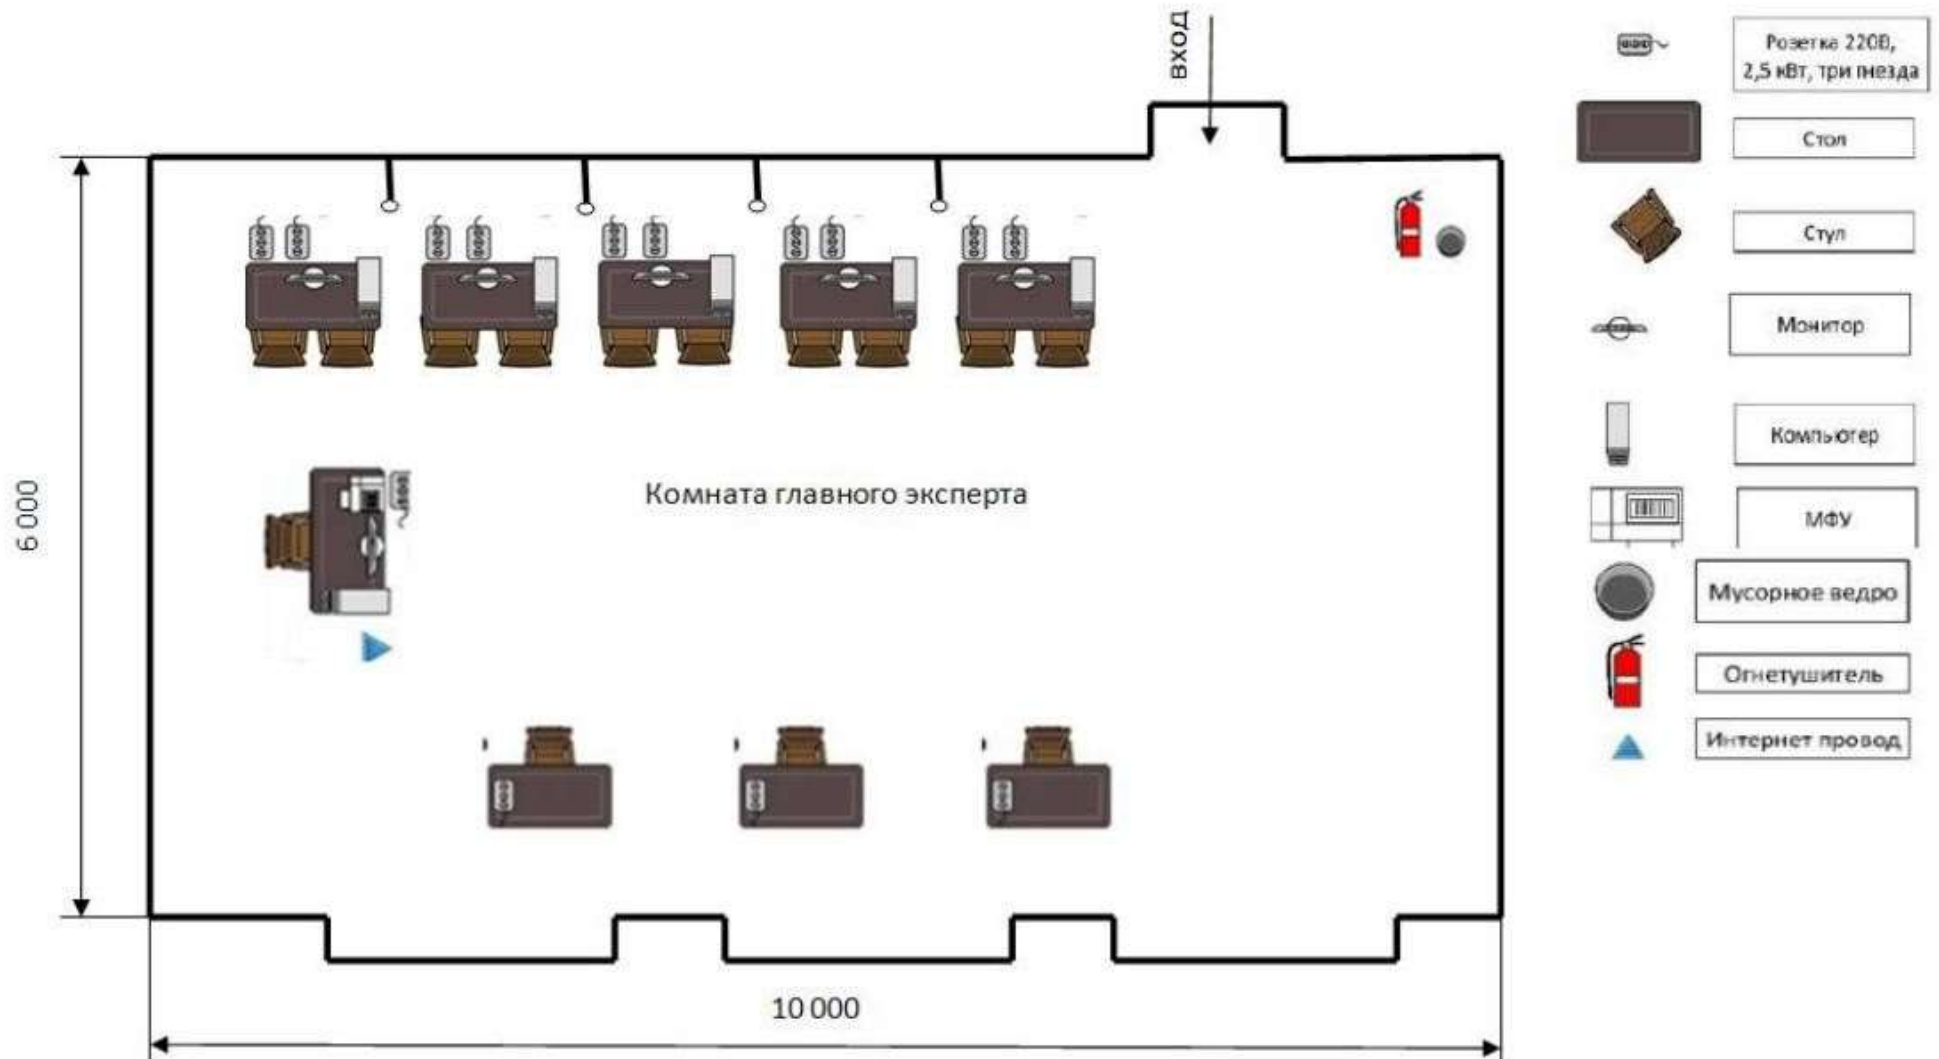 вход
Розетка 220В,
2,5 кВт, три гнезда
Стол
Стул
Монитор
Компьютер
МФУ
Мусорное ведро
Огнетушитель
Интернет провод
Комната главного эксперта
6 000
10 000